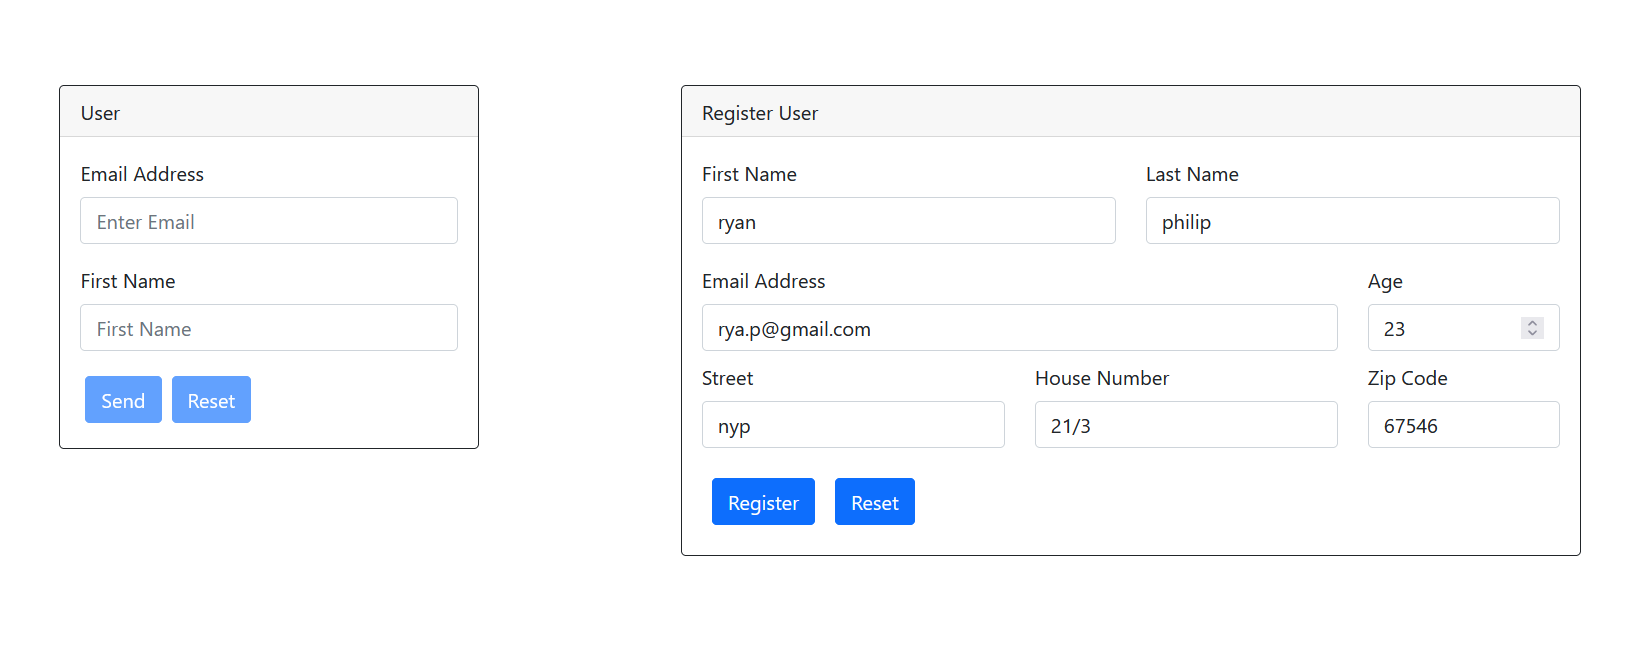 User
Email Address
Enter Email
First Name
First Name
Send Reset
Register User
First Name Last Name
ryan philip
Email Address Age
rya.p@gmail.com 23
Street House Number Zip Code
nyp 21/3 67546
Register Reset